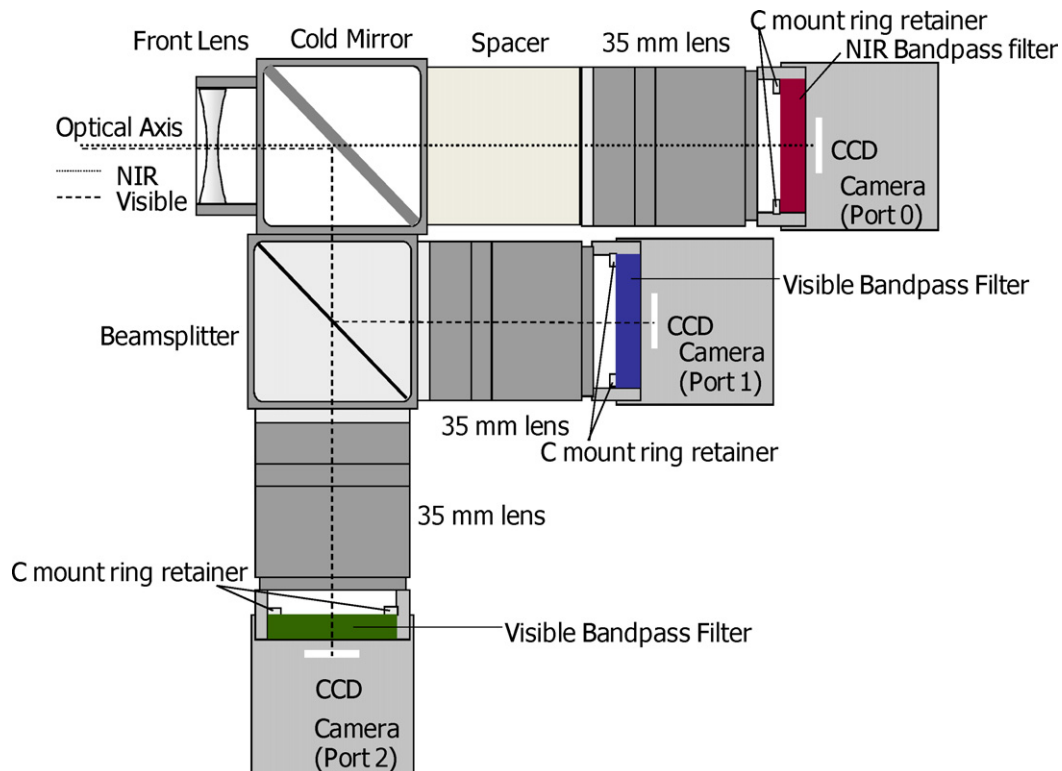 Front Lens
Cold Mirror
Spacer
35 mm lens
C mount ring retainer
NIR Bandpass filter
Optical Axis
NIR
Visible
CCD
Camera
(Port 0)
Beamsplitter
Visible Bandpass Filter
CCD
Camera
(Port 1)
35 mm lens
C mount ring retainer
35 mm lens
C mount ring retainer
Visible Bandpass Filter
CCD
Camera
(Port 2)